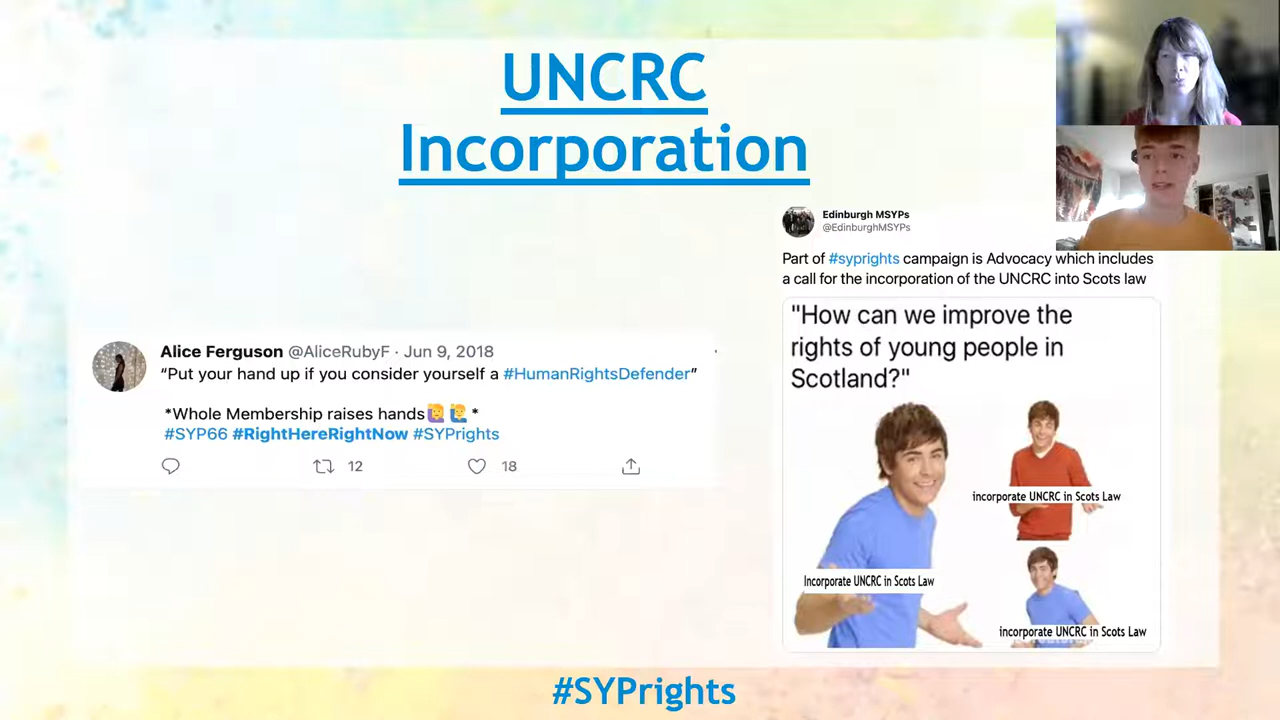 UNCRC
Incorporation
Edinburgh MSYPs
@EdinburghMSYPs
Part of #syprights campaign is Advocacy which includes
a call for the incorporation of the UNCRC into Scots law
"How can we improve the
rights of young people in
Scotland?"
incorporate UNCRC in Scots Law
Incorporate UNCRC in Scots Law
incorporate UNCRC in Scots Law
Alice Ferguson @AliceRubyF · Jun 9, 2018
“Put your hand up if you consider yourself a #HumanRightsDefender”
*Whole Membership raises hands🙋‍♀️🙋‍♂️*
#SYP66 #RightHereRightNow #SYPrights
12 18
#SYPrights